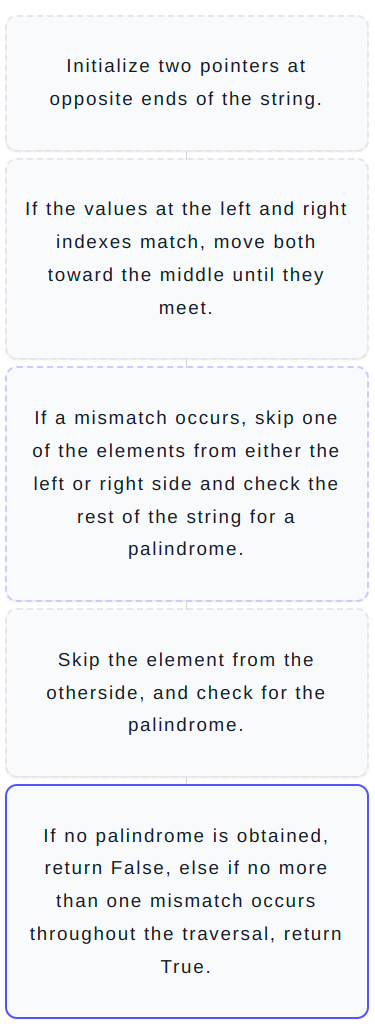 Initialize two pointers at
opposite ends of the string.
If the values at the left and right
indexes match, move both
toward the middle until they
meet.
If a mismatch occurs, skip one
of the elements from either the
left or right side and check the
rest of the string for a
palindrome.
Skip the element from the
otherside, and check for the
palindrome.
If no palindrome is obtained,
return False, else if no more
than one mismatch occurs
throughout the traversal, return
True.